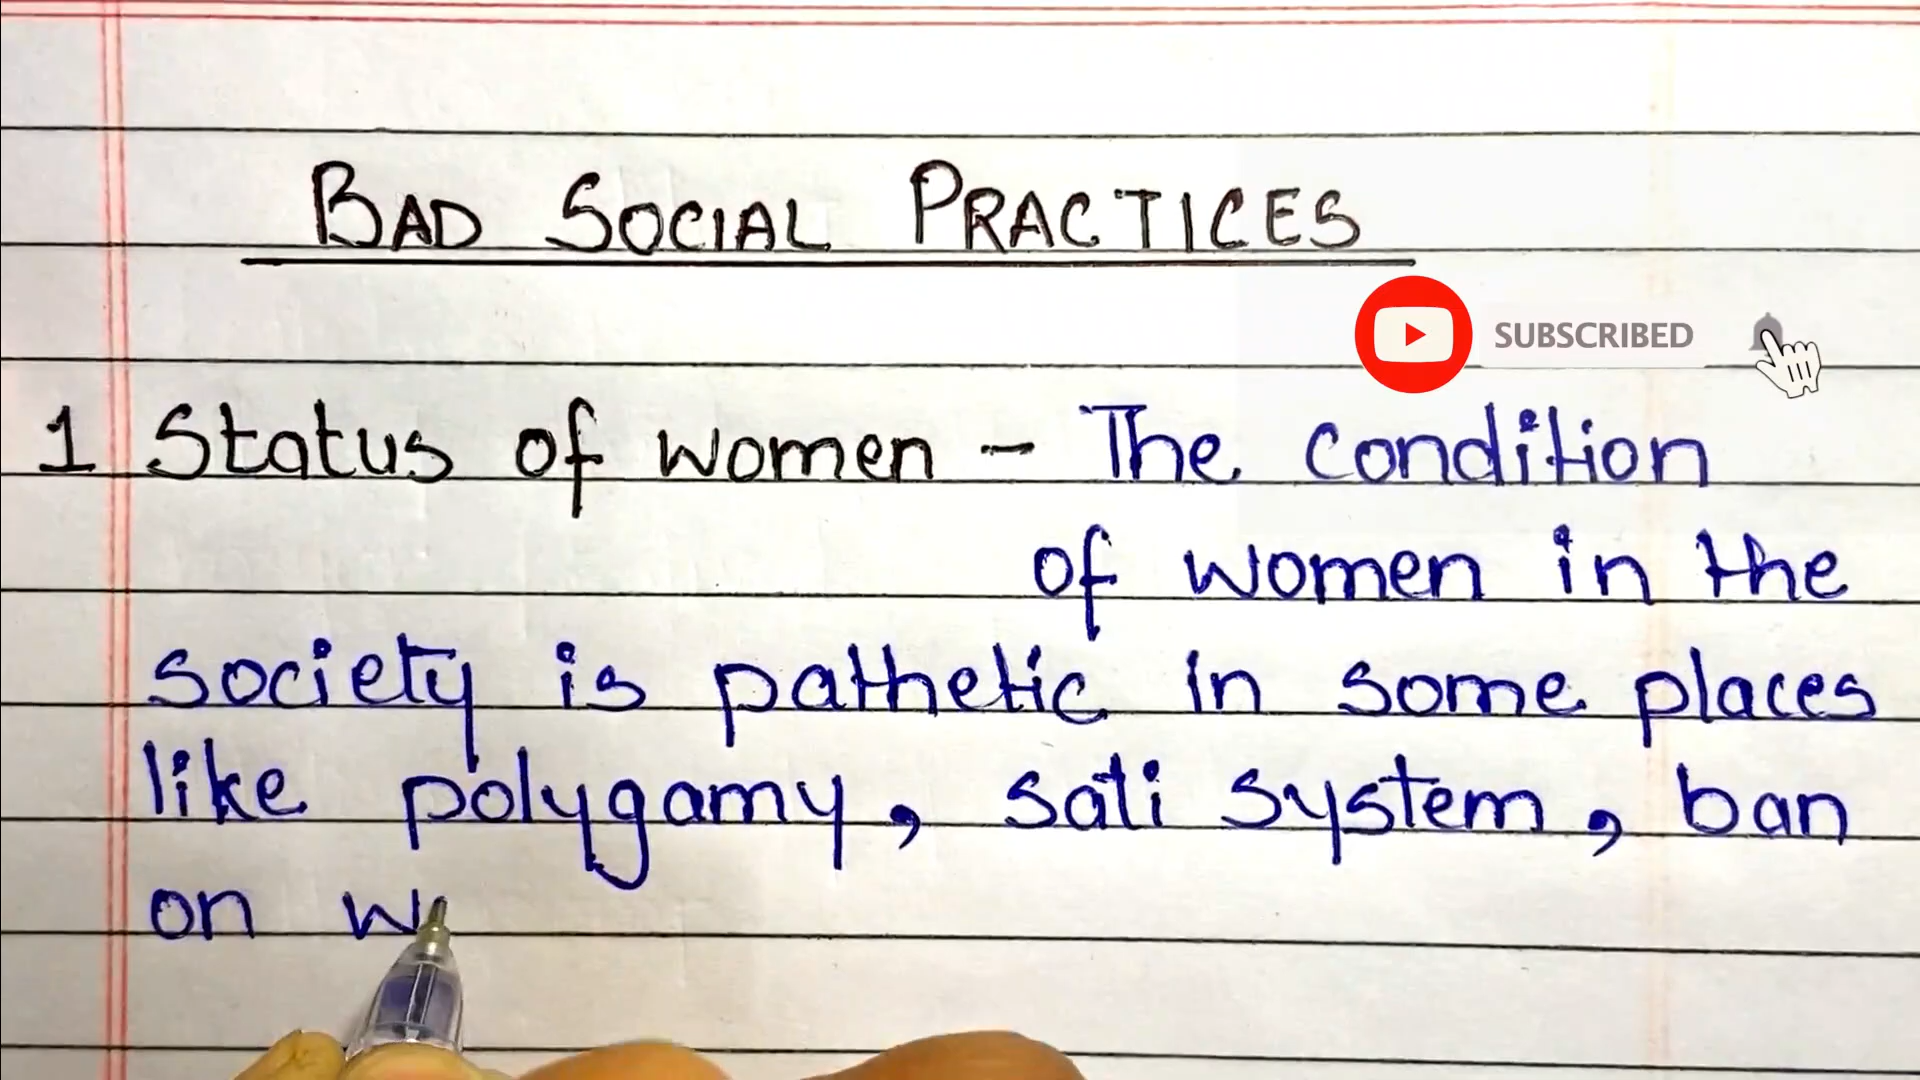 BAD SOCIAL PRACTICES
SUBSCRIBED
1 Status of women - The condition
of women in the
society is pathetic in some places
like polygamy, sati system, ban
on w